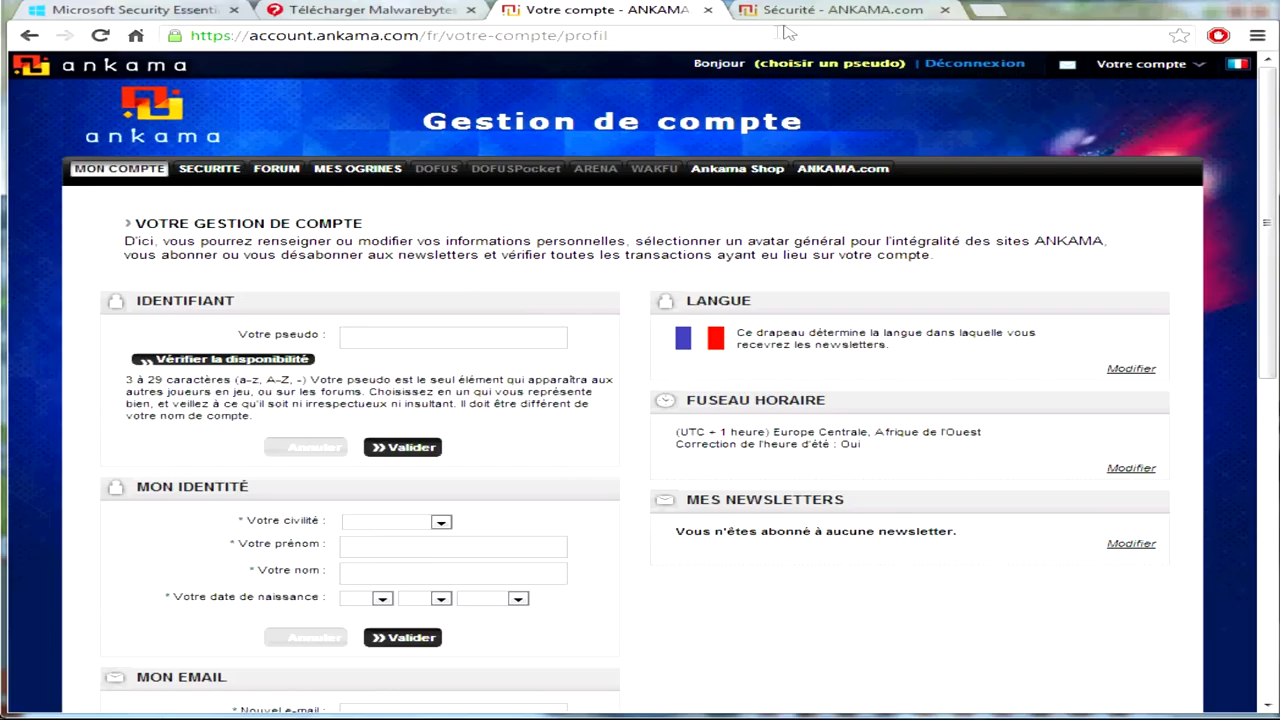 Microsoft Security Essenti
Télécharger Malwarebytes
Votre compte - ANKAMA
Sécurité - ANKAMA.com
https://account.ankama.com/fr/votre-compte/profil
ankama
Bonjour (choisir un pseudo) | Déconnexion
Votre compte
ankama
Gestion de compte
MON COMPTE SECURITE FORUM MES OGRINES DOFUS DOFUSPocket ARENA WAKFU Ankama Shop ANKAMA.com
VOTRE GESTION DE COMPTE
D'ici, vous pourrez renseigner ou modifier vos informations personnelles, sélectionner un avatar général pour l'intégralité des sites ANKAMA,
vous abonner ou vous désabonner aux newsletters et vérifier toutes les transactions ayant eu lieu sur votre compte.
IDENTIFIANT
Votre pseudo :
Vérifier la disponibilité
3 à 29 caractères (a-z, A-Z, -) Votre pseudo est le seul élément qui apparaîtra aux
autres joueurs en jeu, ou sur les forums. Choisissez en un qui vous représente
bien, et veillez à ce qu'il soit ni irrespectueux ni insultant. Il doit être différent de
votre nom de compte.
Annuler
Valider
MON IDENTITÉ
* Votre civilité :
* Votre prénom :
* Votre nom :
* Votre date de naissance :
Annuler
Valider
MON EMAIL
* Nouvel e-mail :
LANGUE
Ce drapeau détermine la langue dans laquelle vous
recevrez les newsletters.
Modifier
FUSEAU HORAIRE
(UTC + 1 heure) Europe Centrale, Afrique de l'Ouest
Correction de l'heure d'été : Oui
Modifier
MES NEWSLETTERS
Vous n'êtes abonné à aucune newsletter.
Modifier